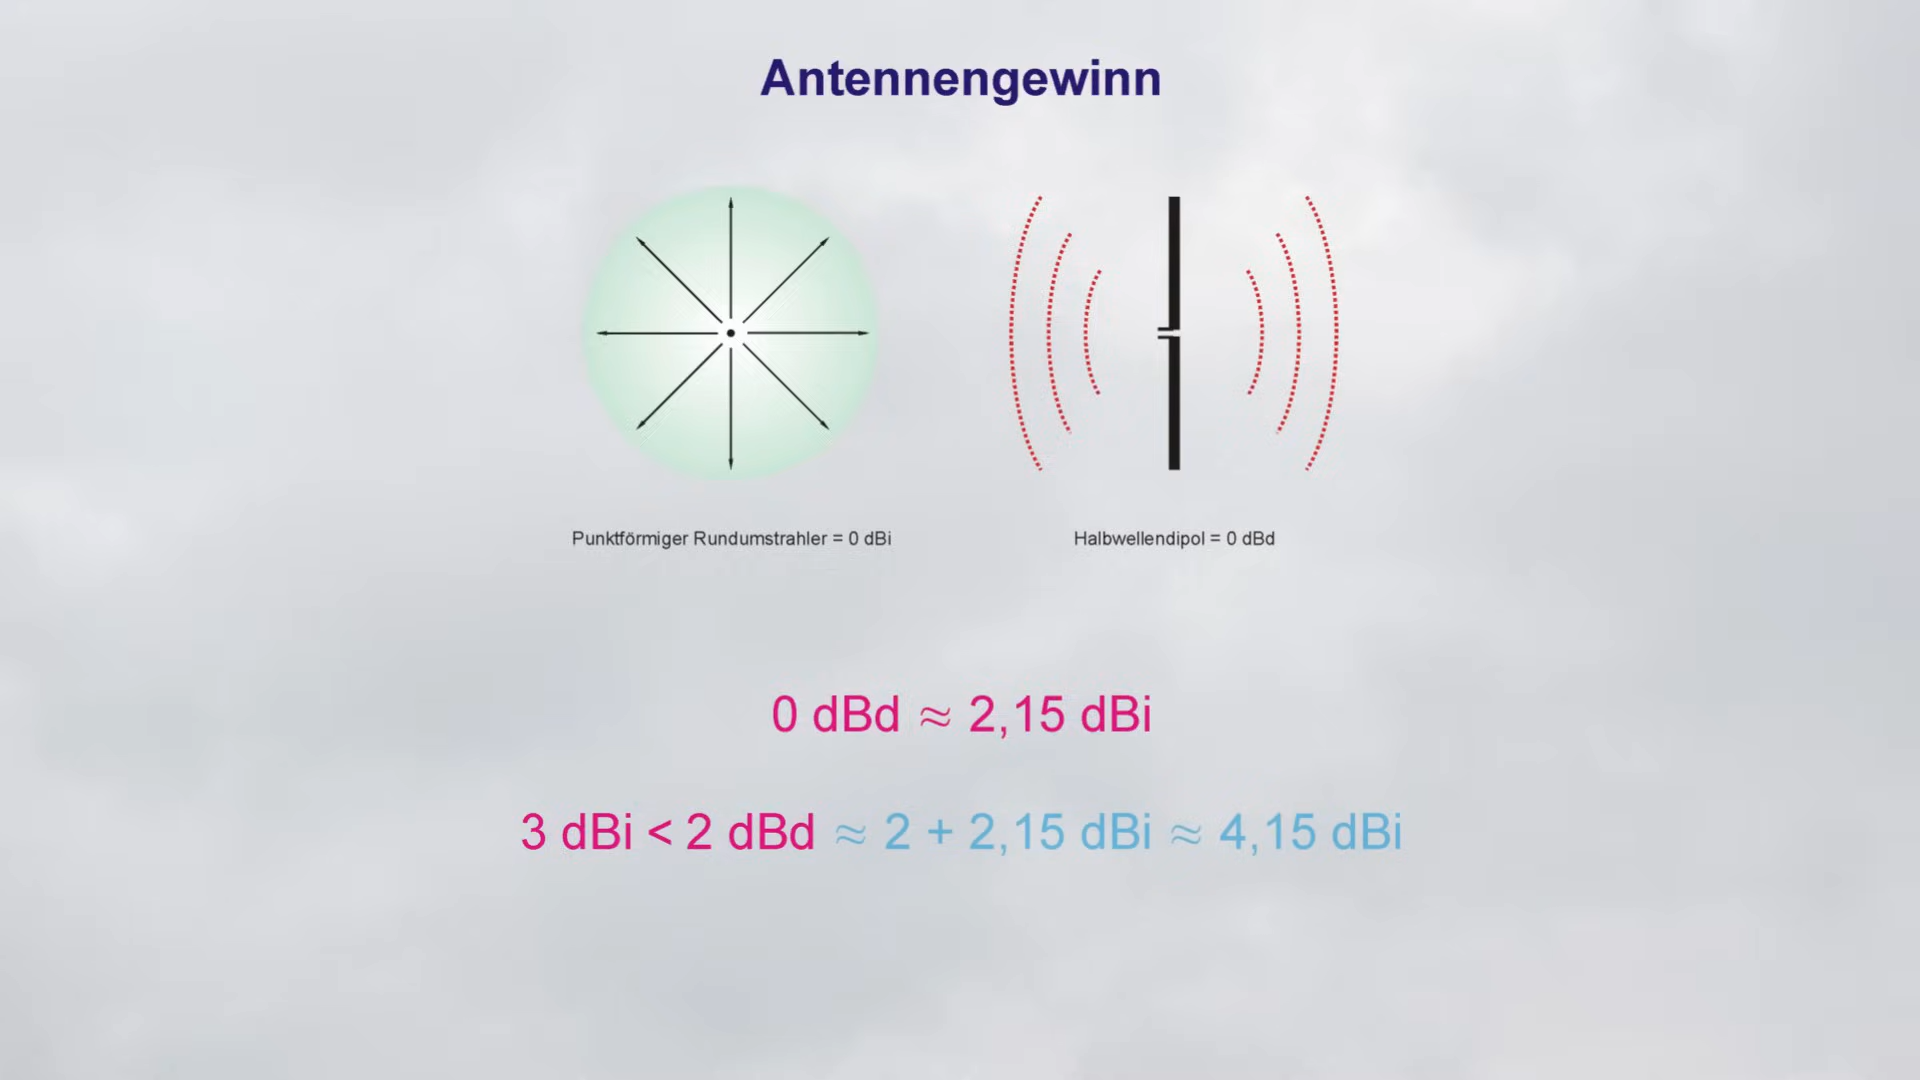 Antennengewinn
Punktförmiger Rundumstrahler = 0 dBi
Halbwellendipol = 0 dBd
0 dBd ≈ 2,15 dBi
3 dBi < 2 dBd ≈ 2 + 2,15 dBi ≈ 4,15 dBi